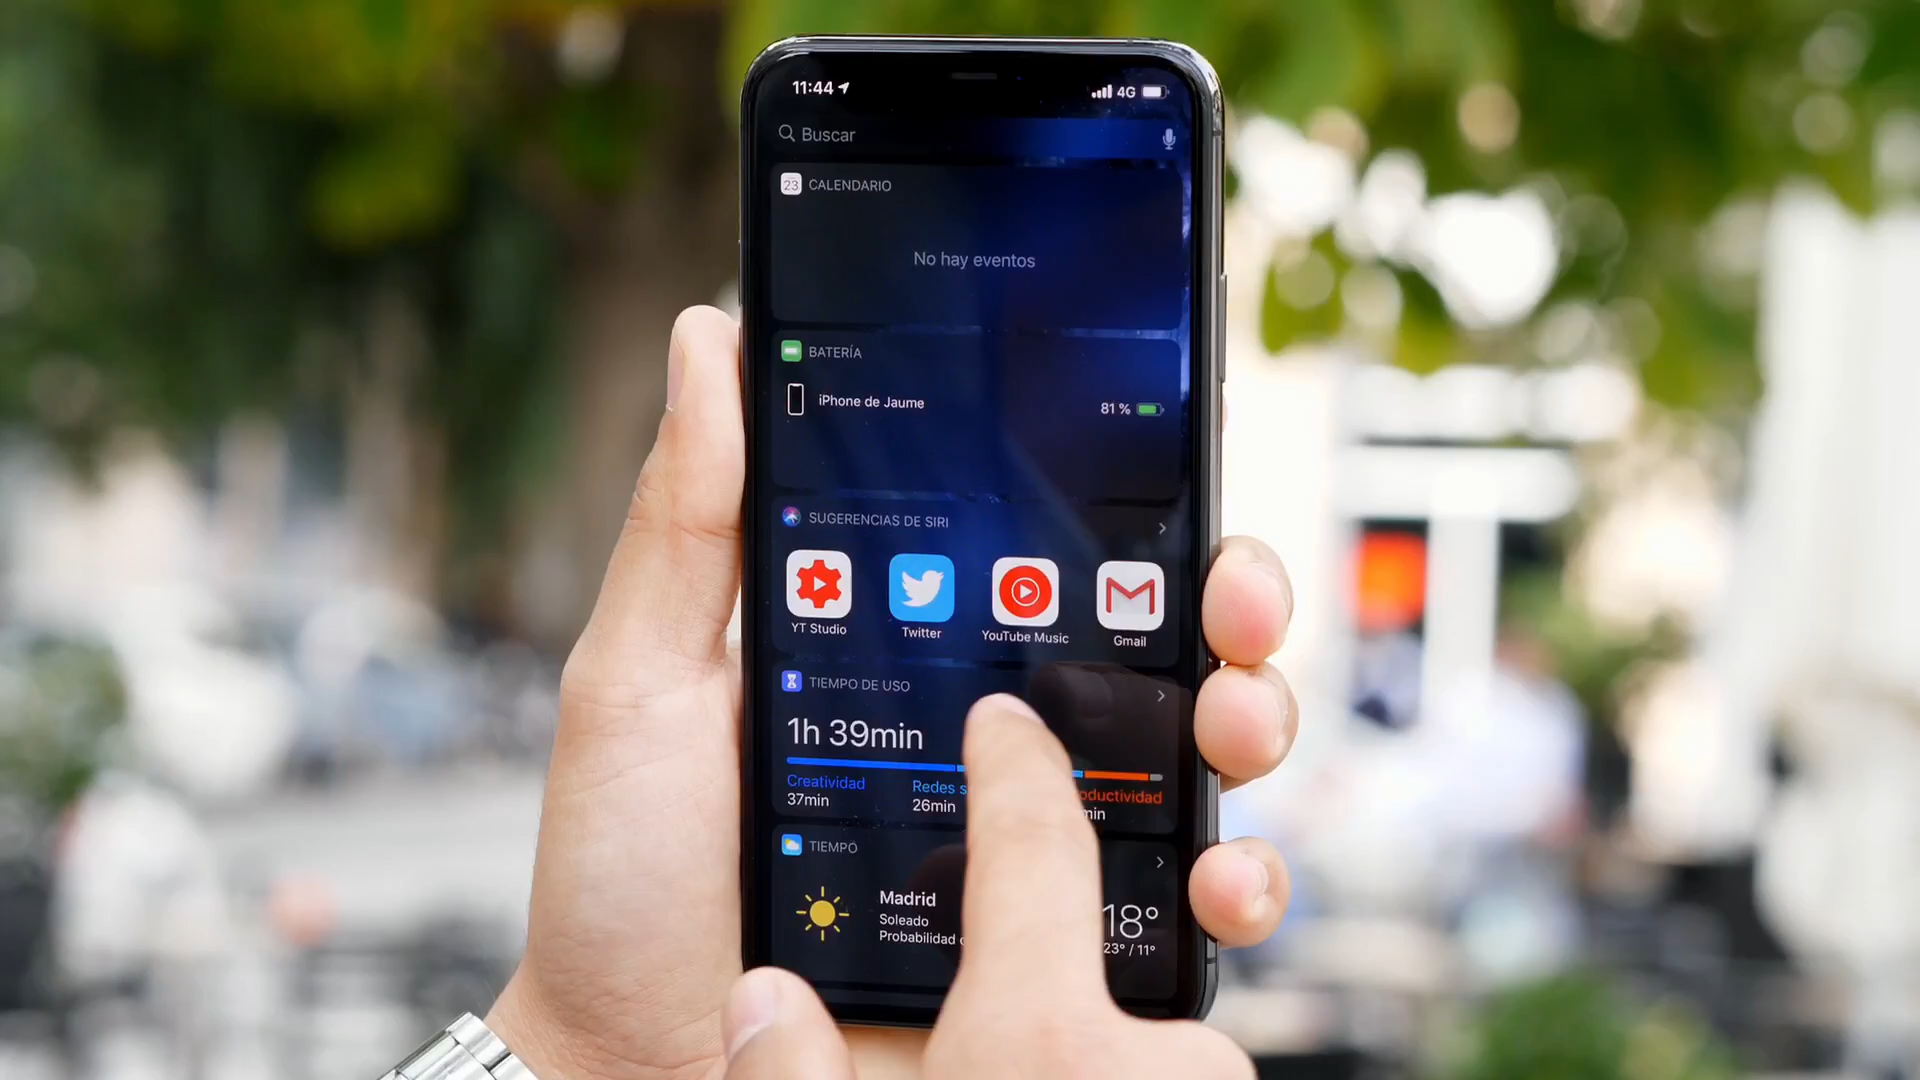 11:44
4G
Buscar
23 CALENDARIO
No hay eventos
BATERÍA
iPhone de Jaume
81 %
SUGERENCIAS DE SIRI
YT Studio Twitter YouTube Music Gmail
TIEMPO DE USO
1h 39min
Creatividad Redes s oductividad
37min 26min min
TIEMPO
Madrid
Soleado
Probabilidad
18°
23° / 11°